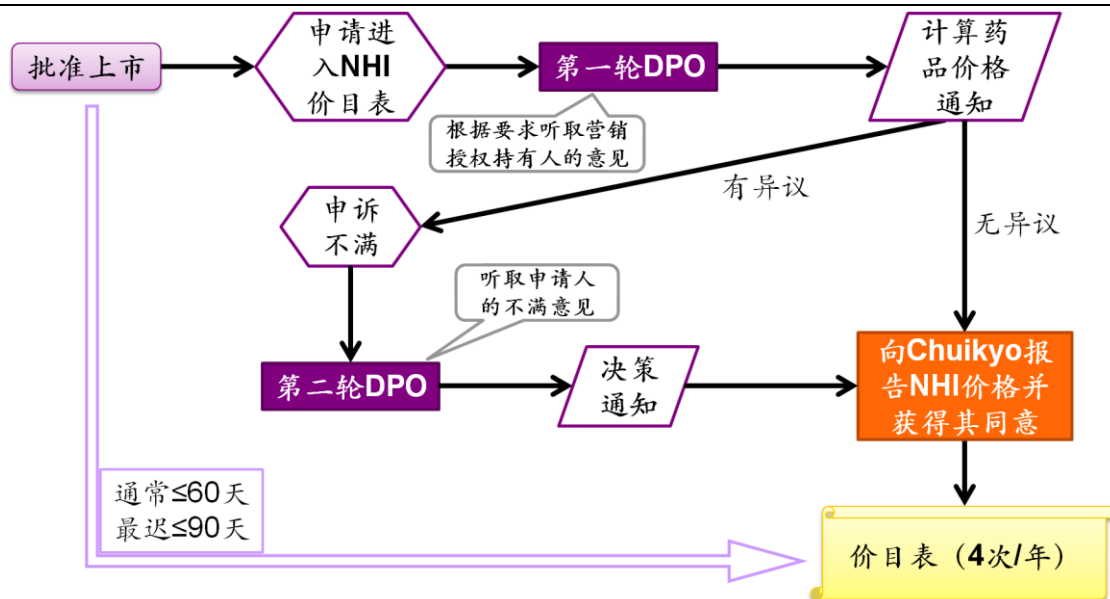 批准上市
申请进
入NHI
价目表
第一轮DPO
计算药
品价格
通知
根据要求听取营销
授权持有人的意见
有异议
无异议
申诉
不满
听取申请人
的不满意见
第二轮DPO
决策
通知
向Chuikyo报
告NHI价格并
获得其同意
通常≤60天
最迟≤90天
价目表（4次/年）